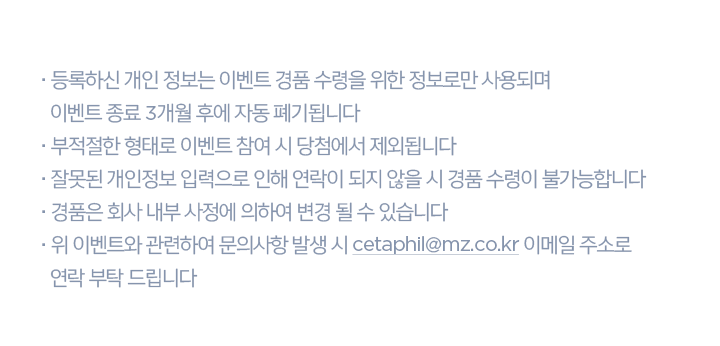 · 등록하신 개인 정보는 이벤트 경품 수령을 위한 정보로만 사용되며
이벤트 종료 3개월 후에 자동 폐기됩니다
· 부적절한 형태로 이벤트 참여 시 당첨에서 제외됩니다
· 잘못된 개인정보 입력으로 인해 연락이 되지 않을 시 경품 수령이 불가능합니다
· 경품은 회사 내부 사정에 의하여 변경 될 수 있습니다
· 위 이벤트와 관련하여 문의사항 발생 시 cetaphil@mz.co.kr 이메일 주소로
연락 부탁 드립니다